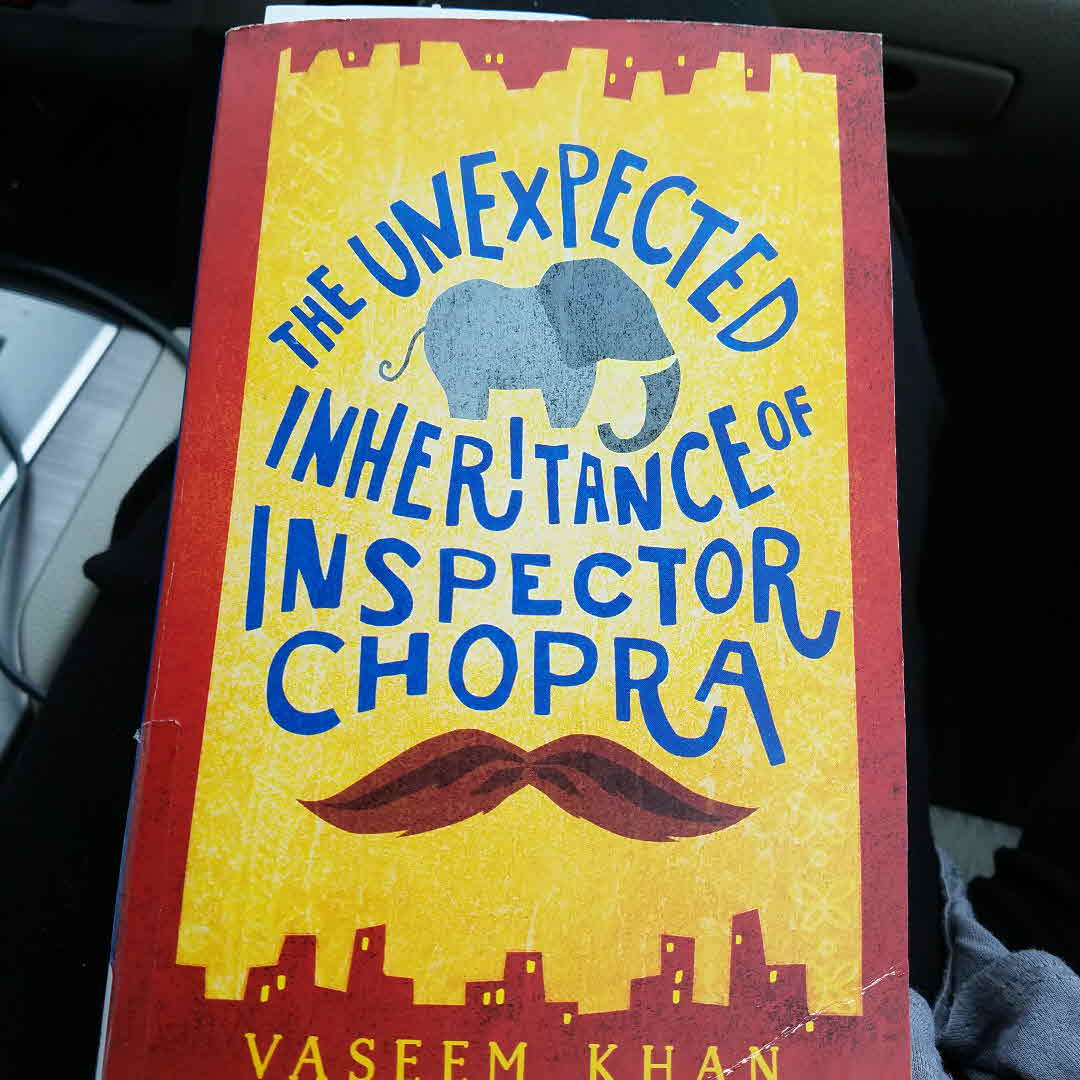 THE UNEXPECTED
INHERITANCE OF
INSPECTOR
CHOPRA
VASEEM KHAN